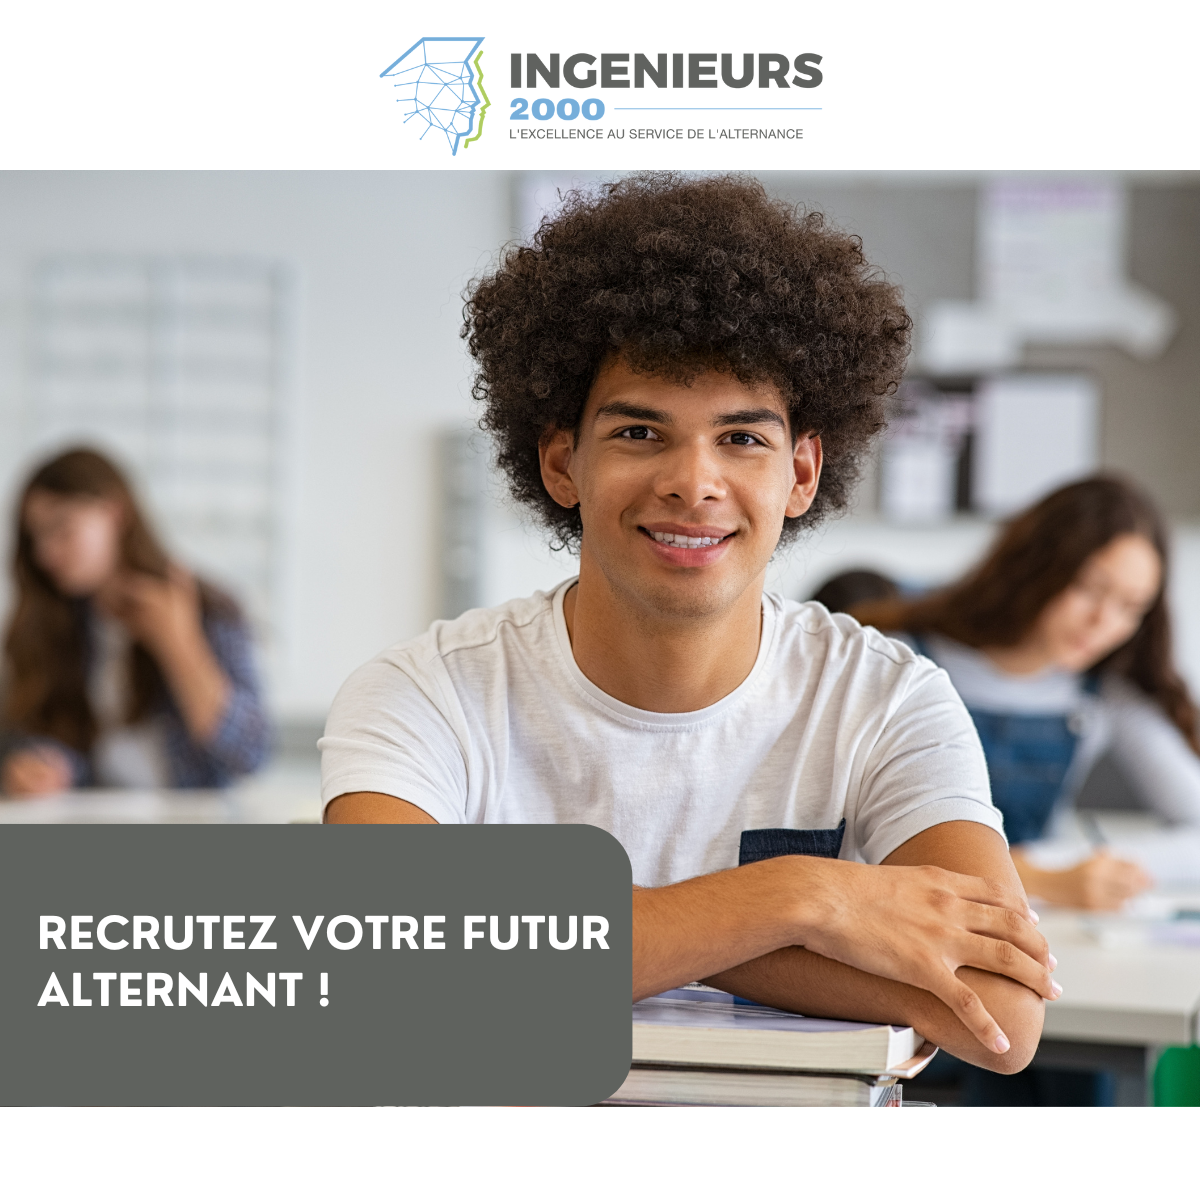 INGENIEURS
2000
L'EXCELLENCE AU SERVICE DE L'ALTERNANCE
RECRUTEZ VOTRE FUTUR
ALTERNANT !